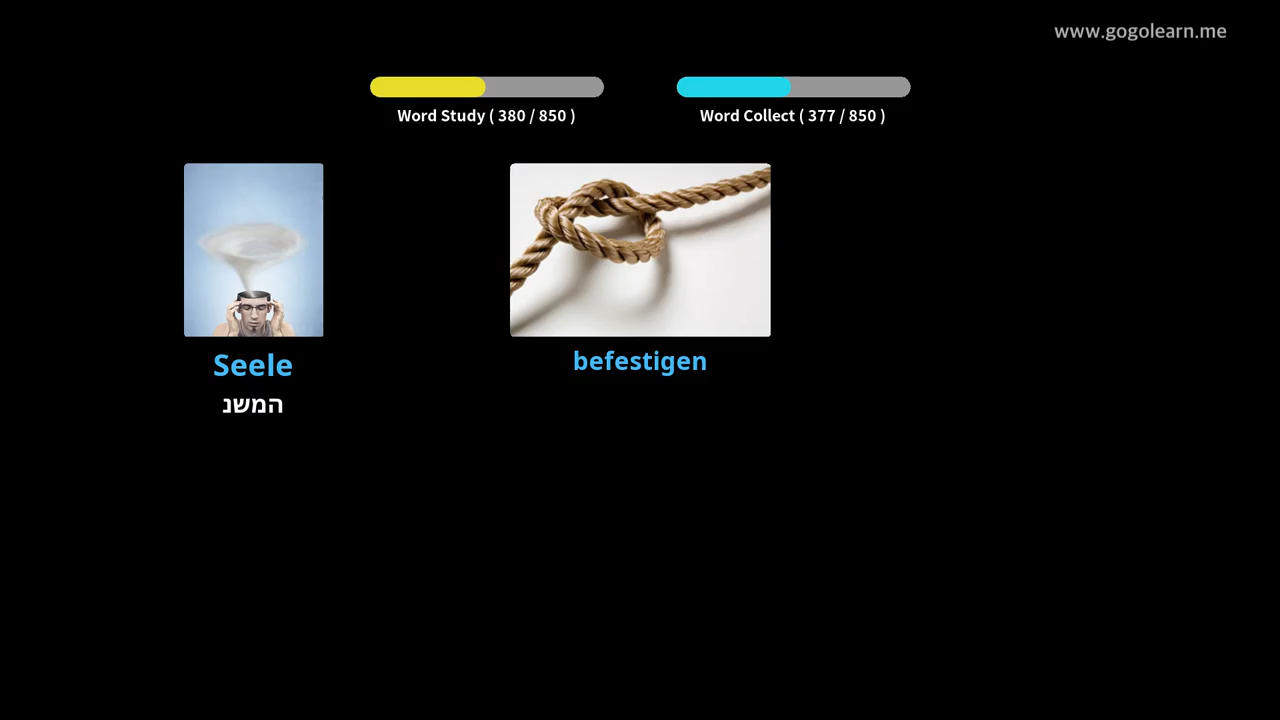 www.gogolearn.me
Word Study ( 380 / 850 )
Word Collect ( 377 / 850 )
Seele
המשנ
befestigen